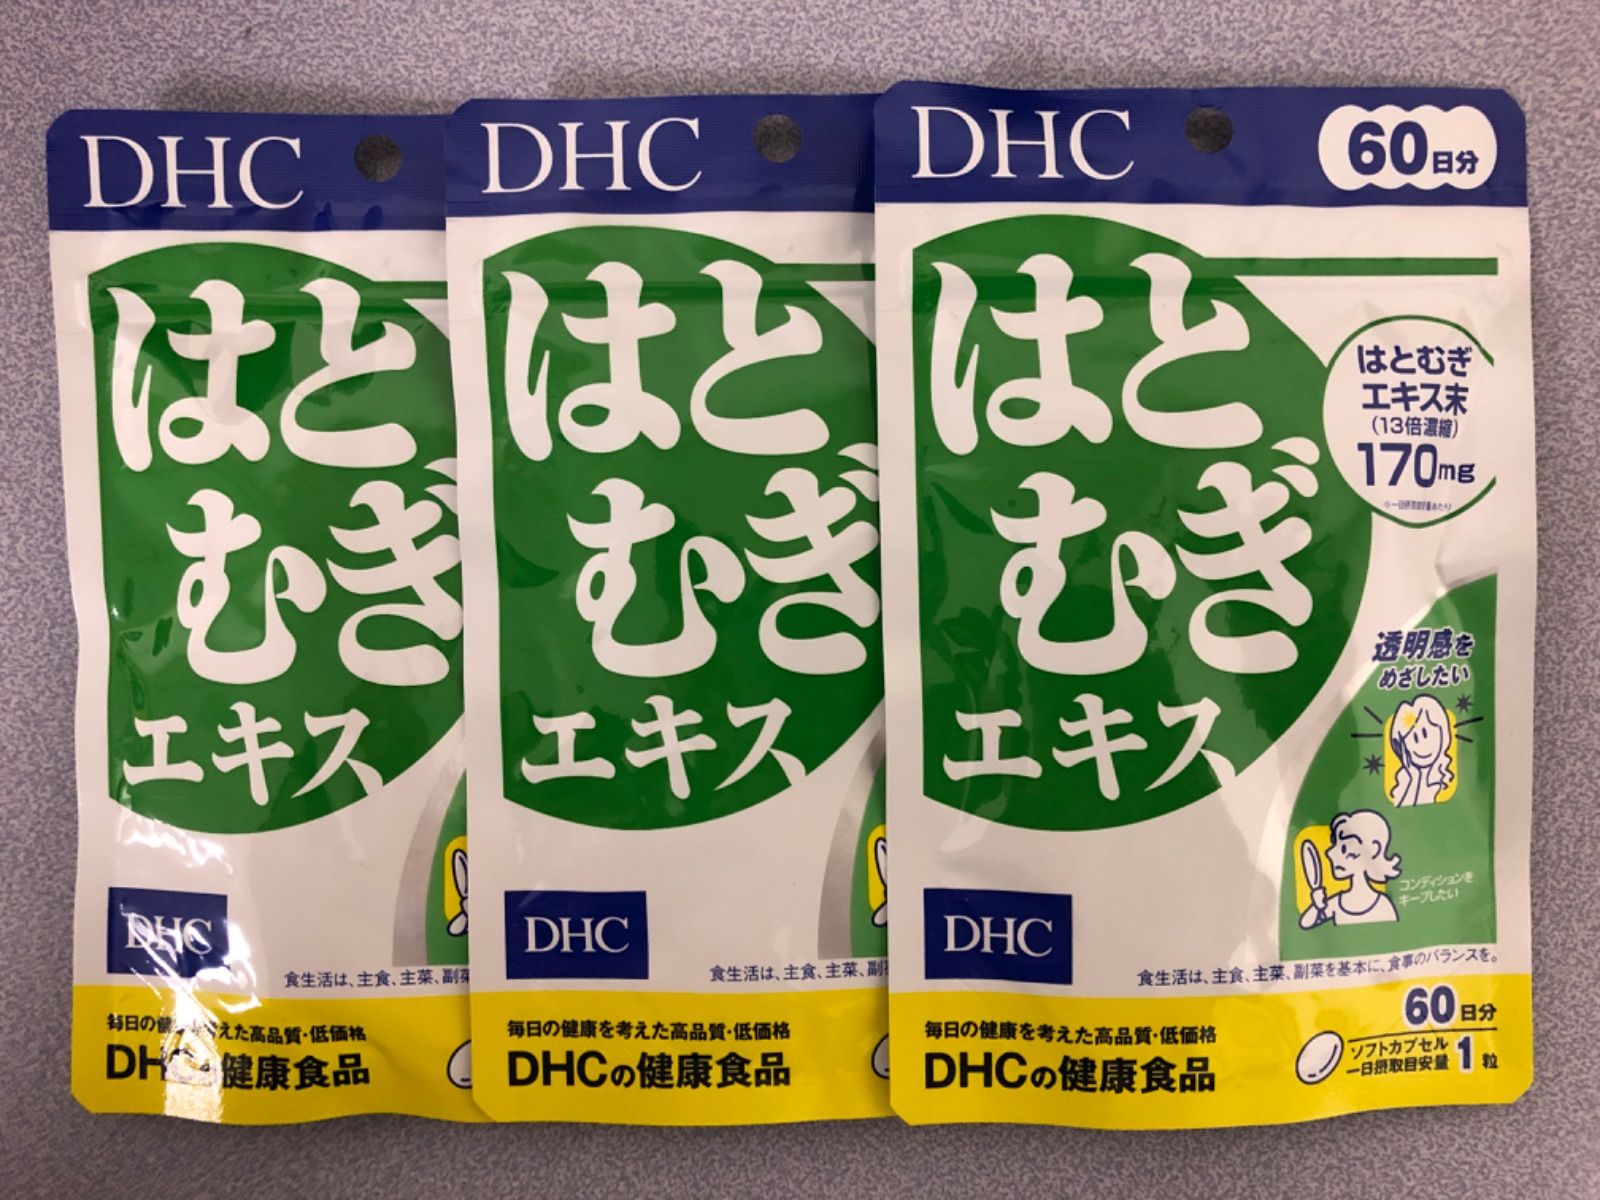 DHC
はと
むぎ
エキス
DHC
食生活は、主食、主菜、副菜
毎日の健
考えた高品質・低価格
DHCの健康食品
DHC
はと
むぎ
エキス
DHC
食生活は、主食、主菜、副
毎日の健康を考えた高品質・低価格
DHCの健康食品
DHC
60日分
はと
むぎ
エキス
はとむぎ
エキス末
(13倍濃縮)
170mg
※一日摂取目安量あたり
透明感を
めざしたい
コンディションを
キープしたい
DHC
食生活は、主食、主菜、副菜を基本に、食事のバランスを。
毎日の健康を考えた高品質・低価格
DHCの健康食品
60日分
ソフトカプセル
一日摂取目安量 1粒